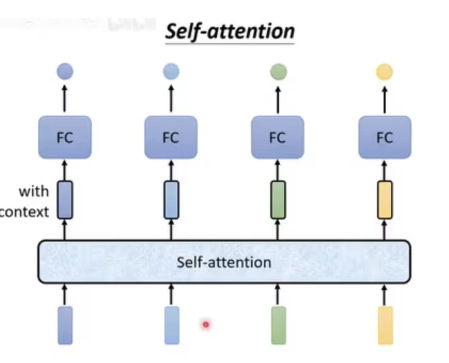 Self-attention
FC FC FC FC
with
context
Self-attention